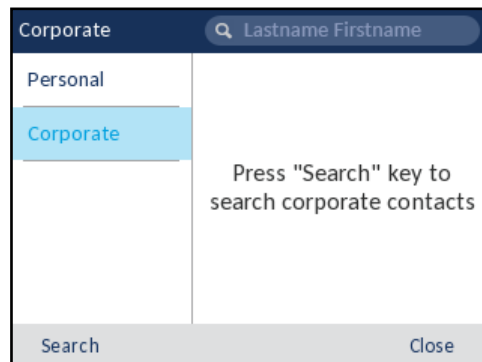 Corporate
Lastname Firstname
Personal
Corporate
Press "Search" key to
search corporate contacts
Search
Close